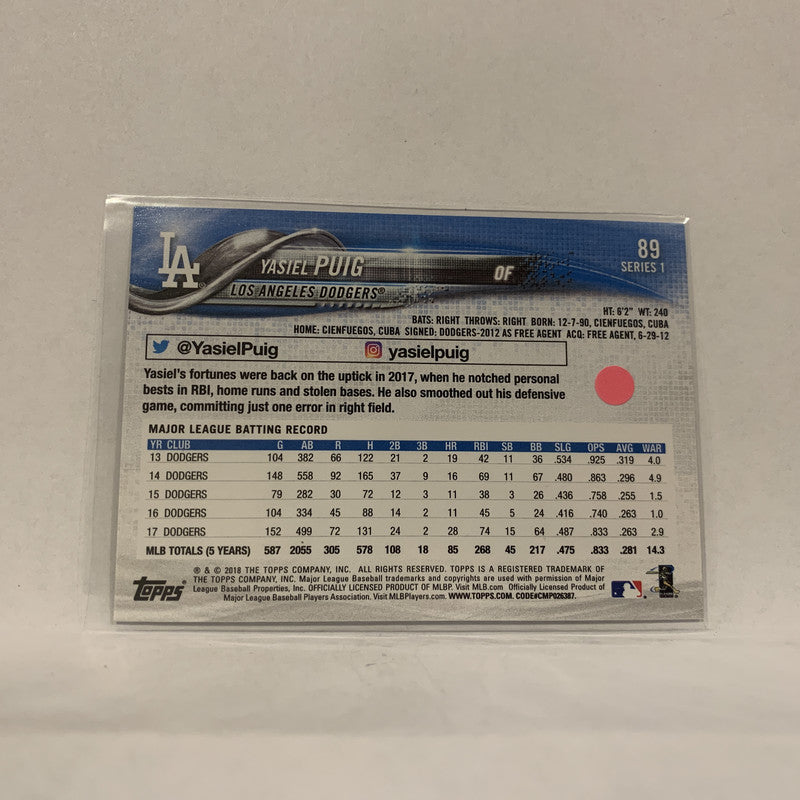 LA
YASIEL PUIG
OF
LOS ANGELES DODGERS®
89
SERIES 1
HT: 6'2" WT: 240
BATS: RIGHT THROWS: RIGHT BORN: 12-7-90, CIENFUEGOS, CUBA
HOME: CIENFUEGOS, CUBA SIGNED: DODGERS-2012 AS FREE AGENT ACQ: FREE AGENT, 6-29-12
@YasielPuig yasielpuig
Yasiel's fortunes were back on the uptick in 2017, when he notched personal
bests in RBI, home runs and stolen bases. He also smoothed out his defensive
game, committing just one error in right field.
MAJOR LEAGUE BATTING RECORD
YR CLUB G AB R H 2B 3B HR RBI SB BB SLG OPS AVG WAR
13 DODGERS 104 382 66 122 21 2 19 42 11 36 .534 .925 .319 4.0
14 DODGERS 148 558 92 165 37 9 16 69 11 67 .480 .863 .296 4.9
15 DODGERS 79 282 30 72 12 3 11 38 3 26 .436 .758 .255 1.5
16 DODGERS 104 334 45 88 14 2 11 45 5 24 .416 .740 .263 1.0
17 DODGERS 152 499 72 131 24 2 28 74 15 64 .487 .833 .263 2.9
MLB TOTALS (5 YEARS) 587 2055 305 578 108 18 85 268 45 217 .475 .833 .281 14.3
® & © 2018 THE TOPPS COMPANY, INC. ALL RIGHTS RESERVED. TOPPS IS A REGISTERED TRADEMARK OF
THE TOPPS COMPANY, INC. Major League Baseball trademarks and copyrights are used with permission of Major
League Baseball Properties, Inc. OFFICIALLY LICENSED PRODUCT OF MLBP. Visit MLB.com. Officially Licensed Product of
Major League Baseball Players Association. Visit MLBPlayers.com. WWW.TOPPS.COM. CODE#CMP026387.
TOPPS